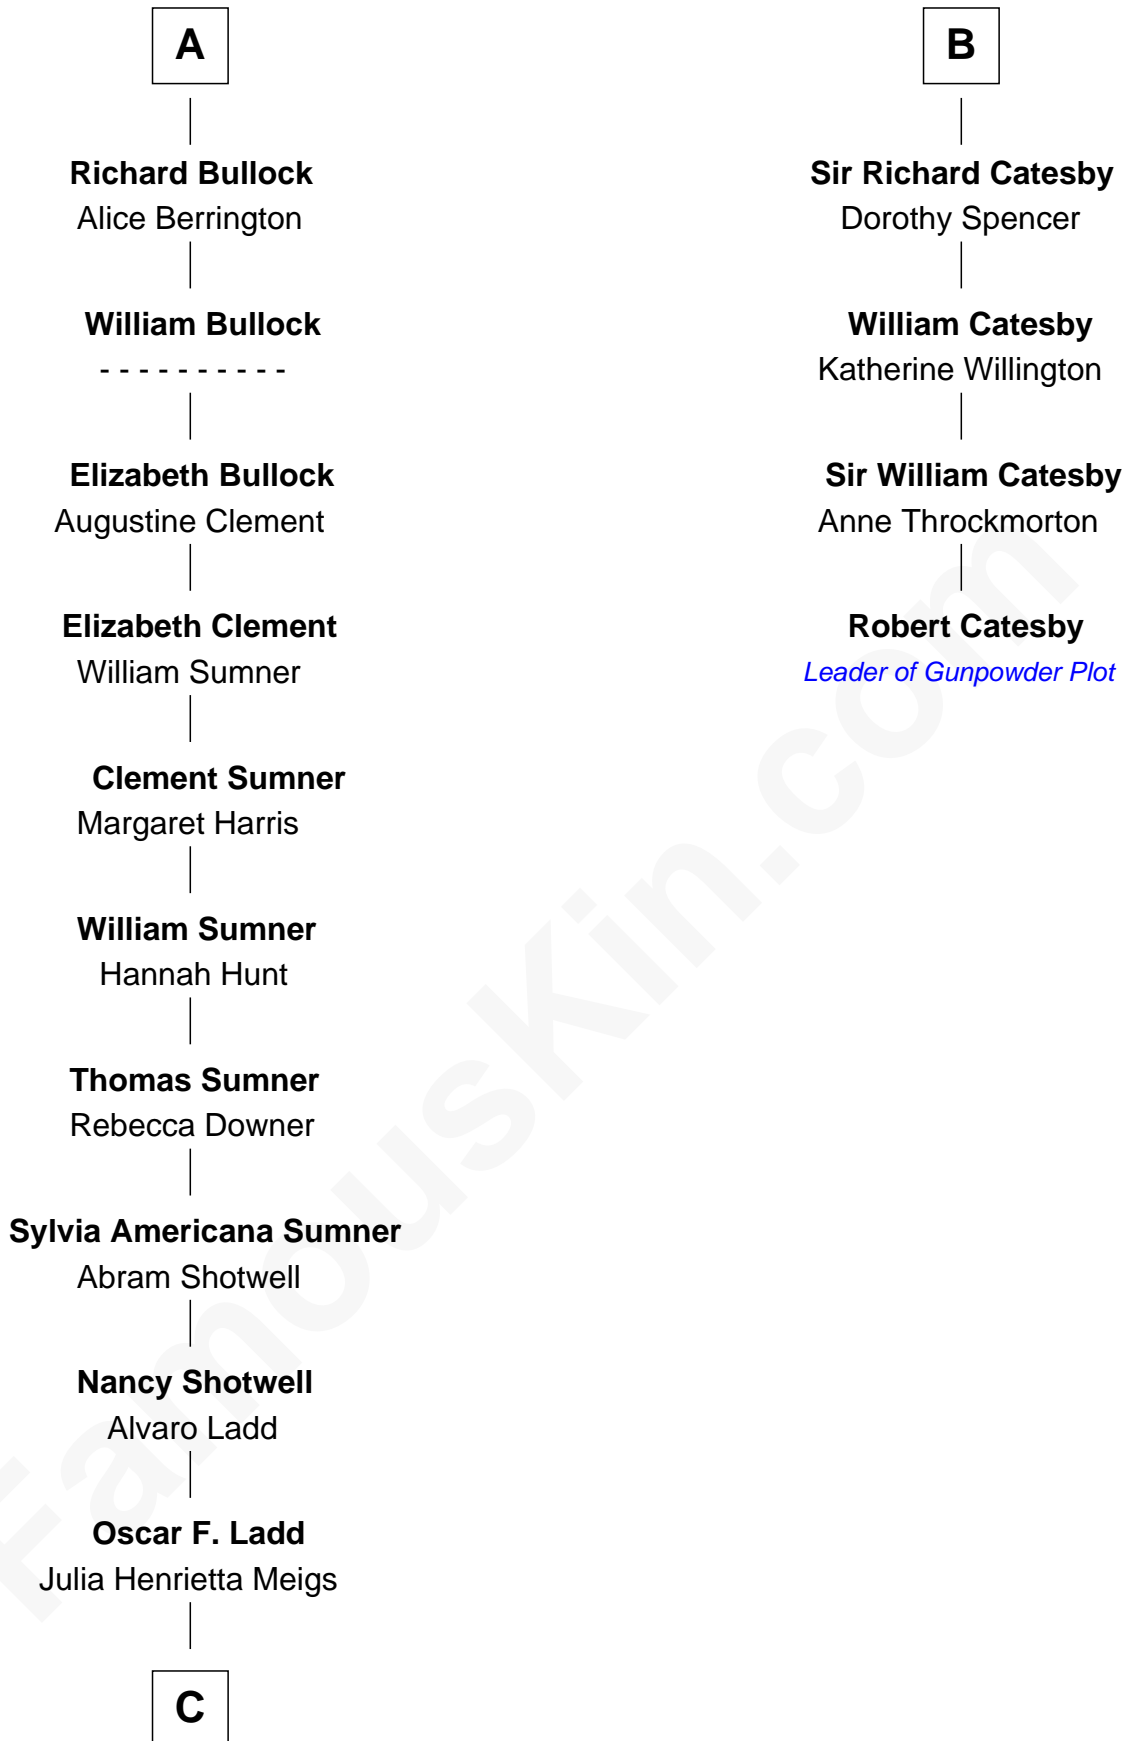 A
Richard Bullock
Alice Berrington
William Bullock
- - - - - - - - - -
Elizabeth Bullock
Augustine Clement
Elizabeth Clement
William Sumner
Clement Sumner
Margaret Harris
William Sumner
Hannah Hunt
Thomas Sumner
Rebecca Downer
Sylvia Americana Sumner
Abram Shotwell
Nancy Shotwell
Alvaro Ladd
Oscar F. Ladd
Julia Henrietta Meigs
C
B
Sir Richard Catesby
Dorothy Spencer
William Catesby
Katherine Willington
Sir William Catesby
Anne Throckmorton
Robert Catesby
Leader of Gunpowder Plot
FamousKin.com